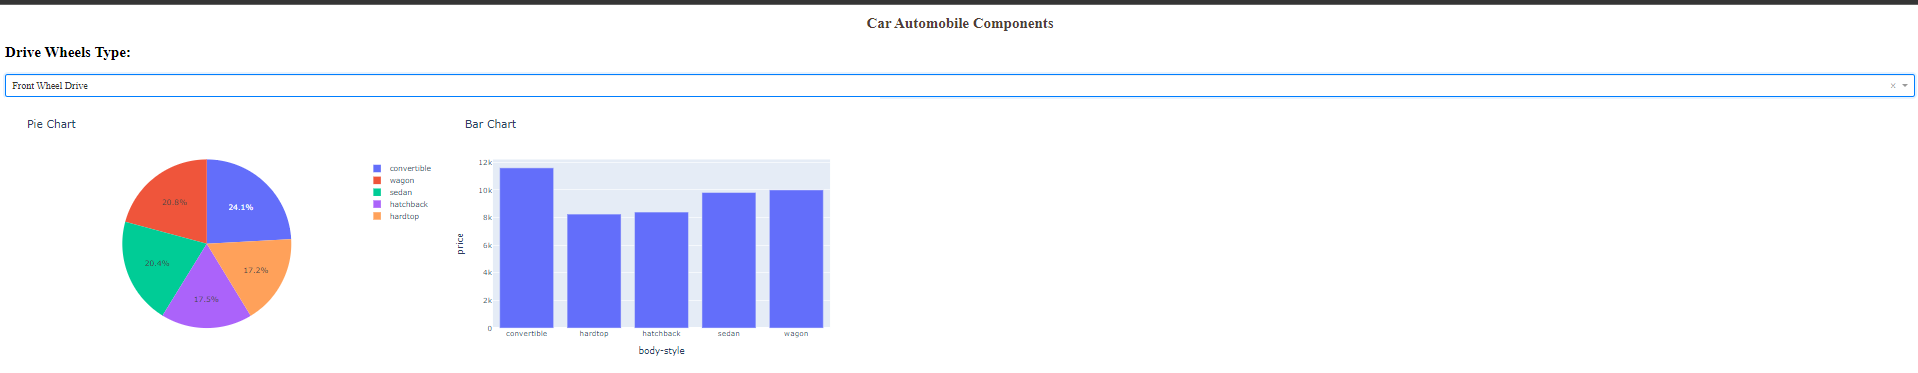 Car Automobile Components
Drive Wheels Type:
Front Wheel Drive
×
Pie Chart
24.1%
20.8%
20.4%
17.5%
17.2%
convertible
wagon
sedan
hatchback
hardtop
Bar Chart
12k
10k
8k
6k
4k
2k
0
price
convertible hardtop hatchback sedan wagon
body-style